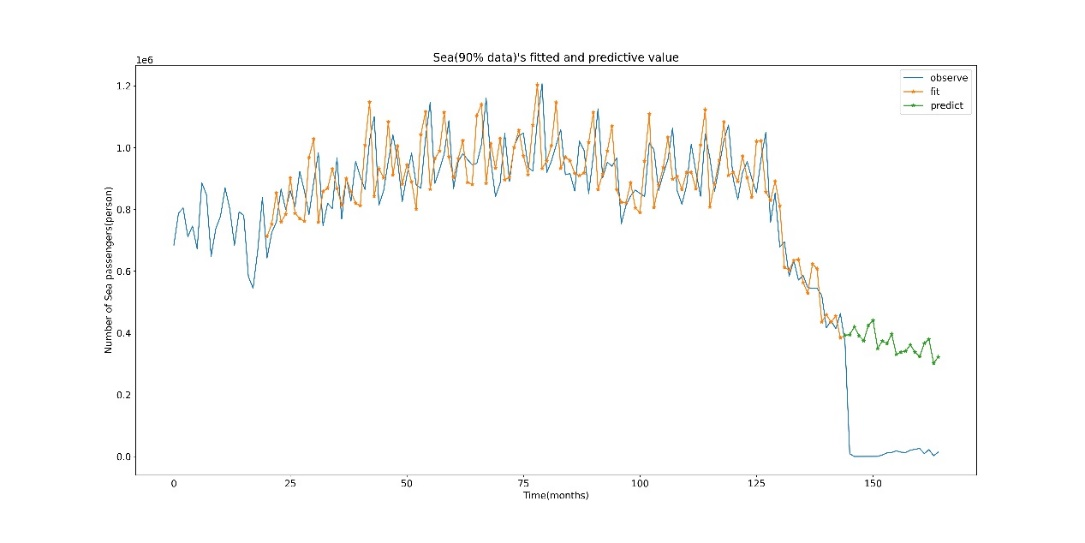 Sea(90% data)'s fitted and predictive value
1e6
observe
fit
predict
1.2
1.0
0.8
0.6
0.4
0.2
0.0
Number of Sea passengers(person)
0 25 50 75 100 125 150
Time(months)